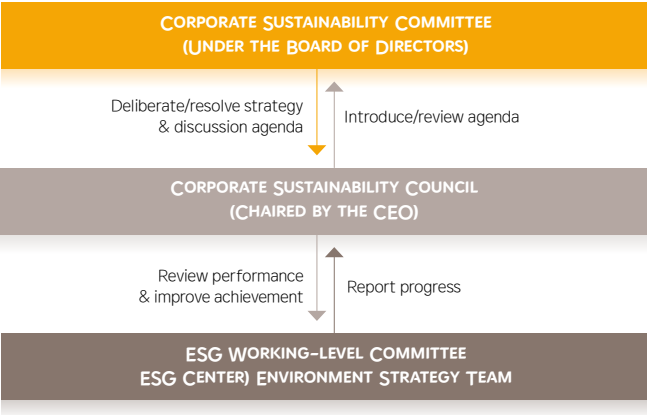 CORPORATE SUSTAINABILITY COMMITTEE
(UNDER THE BOARD OF DIRECTORS)
Deliberate/resolve strategy
& discussion agenda
Introduce/review agenda
CORPORATE SUSTAINABILITY COUNCIL
(CHAIRED BY THE CEO)
Review performance
& improve achievement
Report progress
ESG WORKING-LEVEL COMMITTEE
ESG CENTER) ENVIRONMENT STRATEGY TEAM